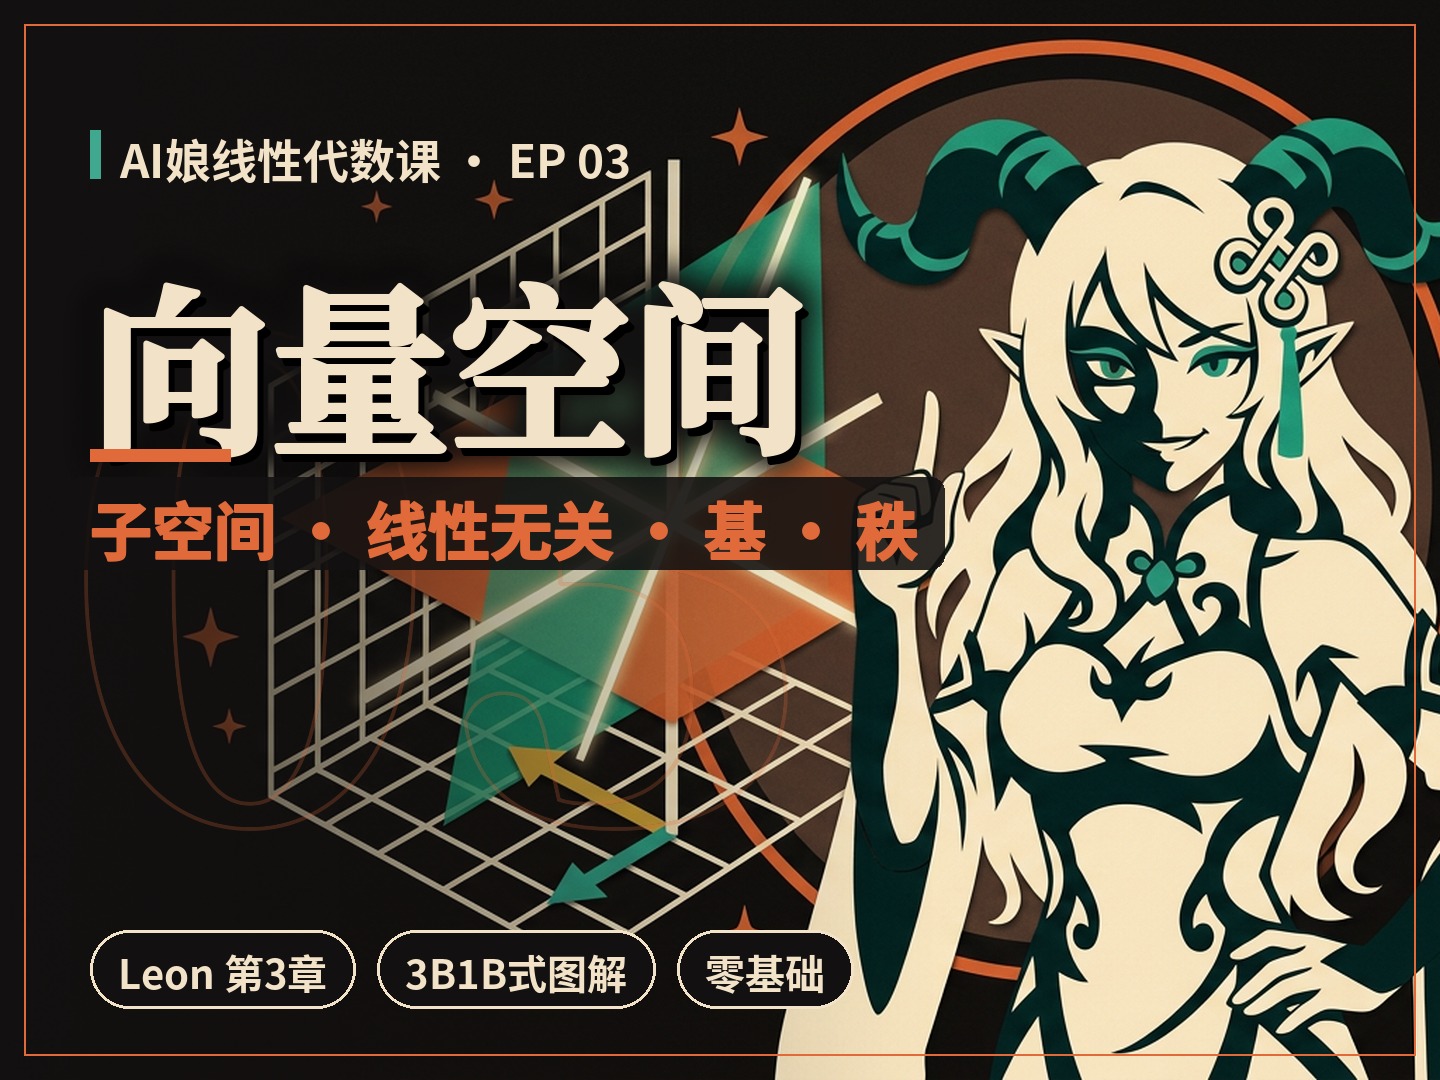 AI娘线性代数课 · EP 03
向量空间
子空间 · 线性无关 · 基 · 秩
Leon 第3章
3B1B式图解
零基础